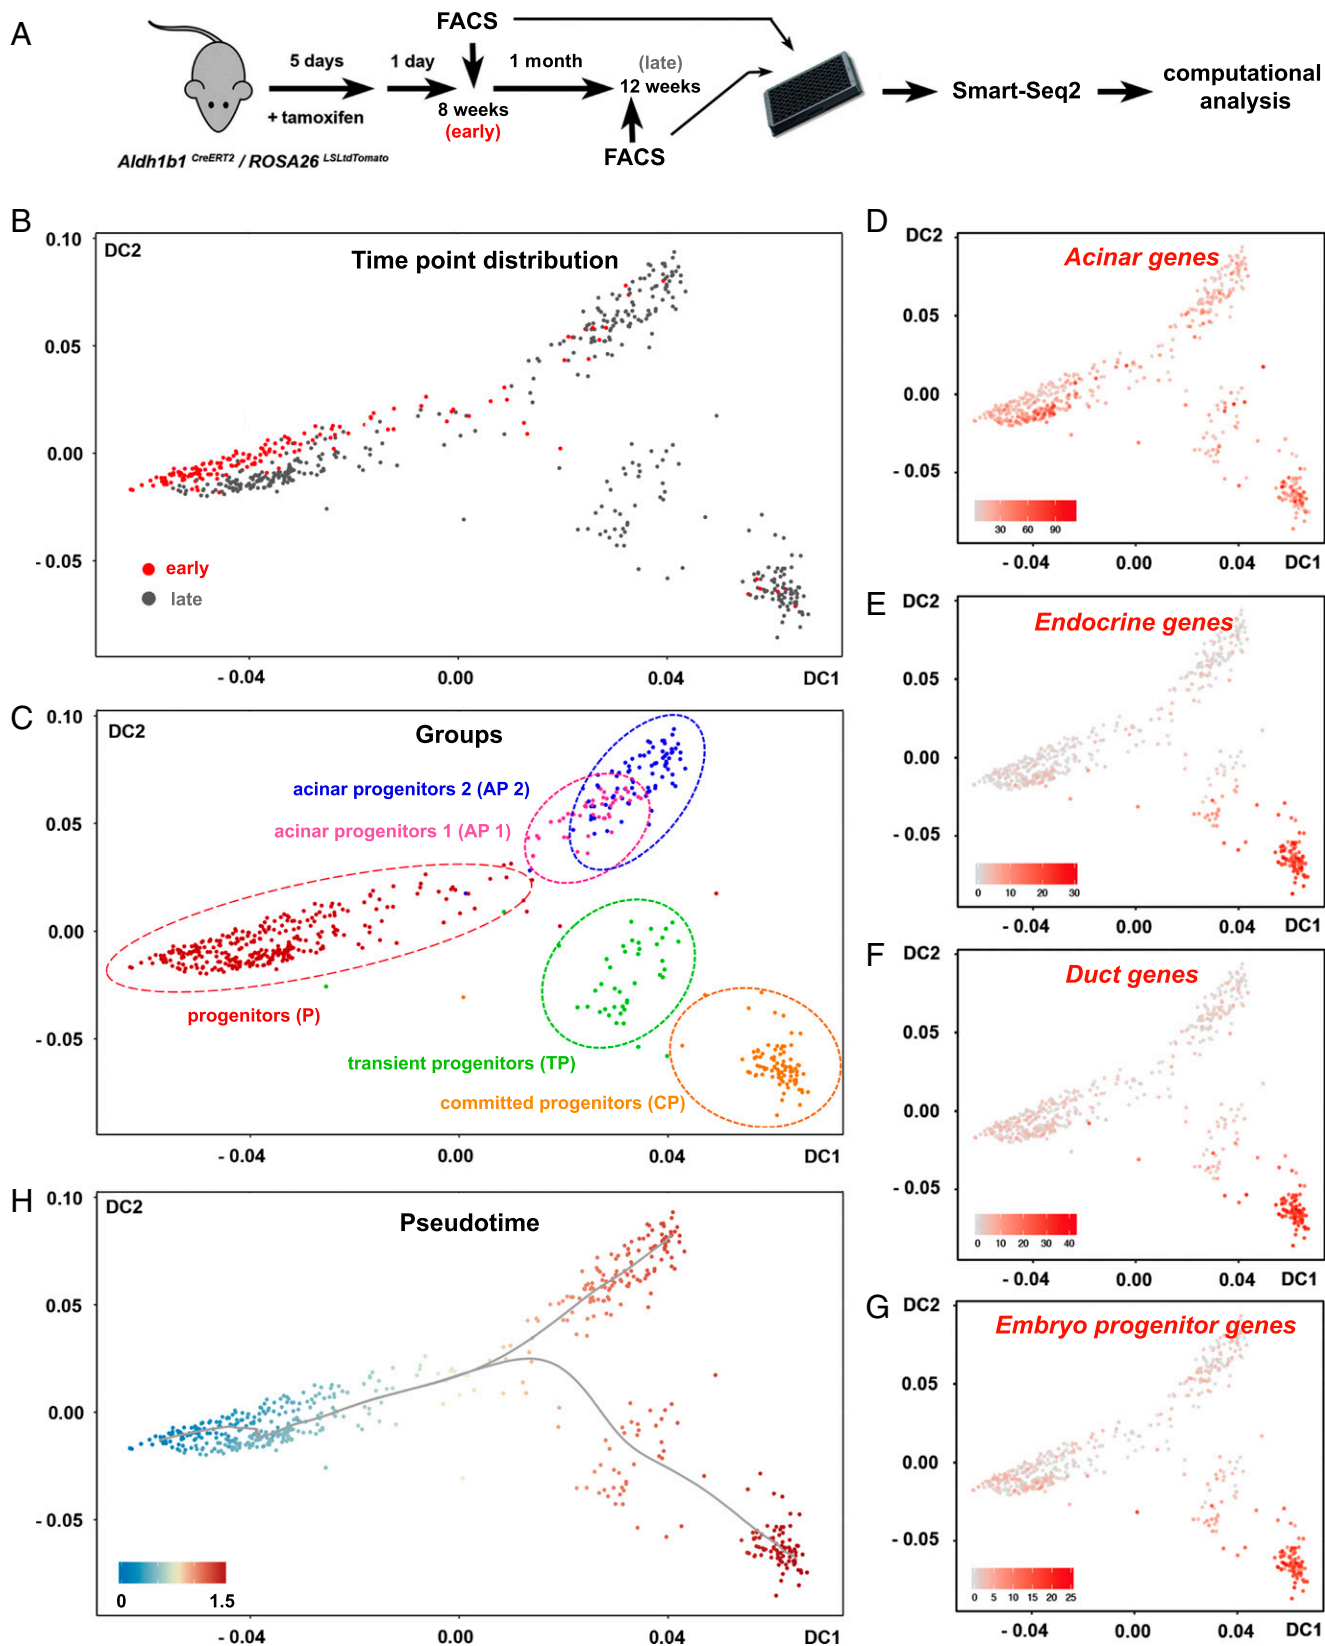 A
FACS
5 days
1 day
1 month
(late)
12 weeks
+ tamoxifen
8 weeks
(early)
FACS
Smart-Seq2
computational
analysis
Aldh1b1 CreERT2 / ROSA26 LSLtdTomato
B
0.10
DC2
Time point distribution
0.05
0.00
- 0.05
early
late
- 0.04
0.00
0.04
DC1
C
0.10
DC2
Groups
acinar progenitors 2 (AP 2)
acinar progenitors 1 (AP 1)
0.05
0.00
progenitors (P)
- 0.05
transient progenitors (TP)
committed progenitors (CP)
- 0.04
0.00
0.04
DC1
H
0.10
DC2
Pseudotime
0.05
0.00
- 0.05
0
1.5
- 0.04
0.00
0.04
DC1
D
DC2
Acinar genes
0.05
0.00
- 0.05
30
60
90
- 0.04
0.00
0.04
DC1
E
DC2
Endocrine genes
0.05
0.00
- 0.05
0
10
20
30
- 0.04
0.00
0.04
DC1
F
DC2
Duct genes
0.05
0.00
- 0.05
0
10
20
30
40
- 0.04
0.00
0.04
DC1
G
DC2
Embryo progenitor genes
0.05
0.00
- 0.05
0
5
10
15
20
25
- 0.04
0.00
0.04
DC1